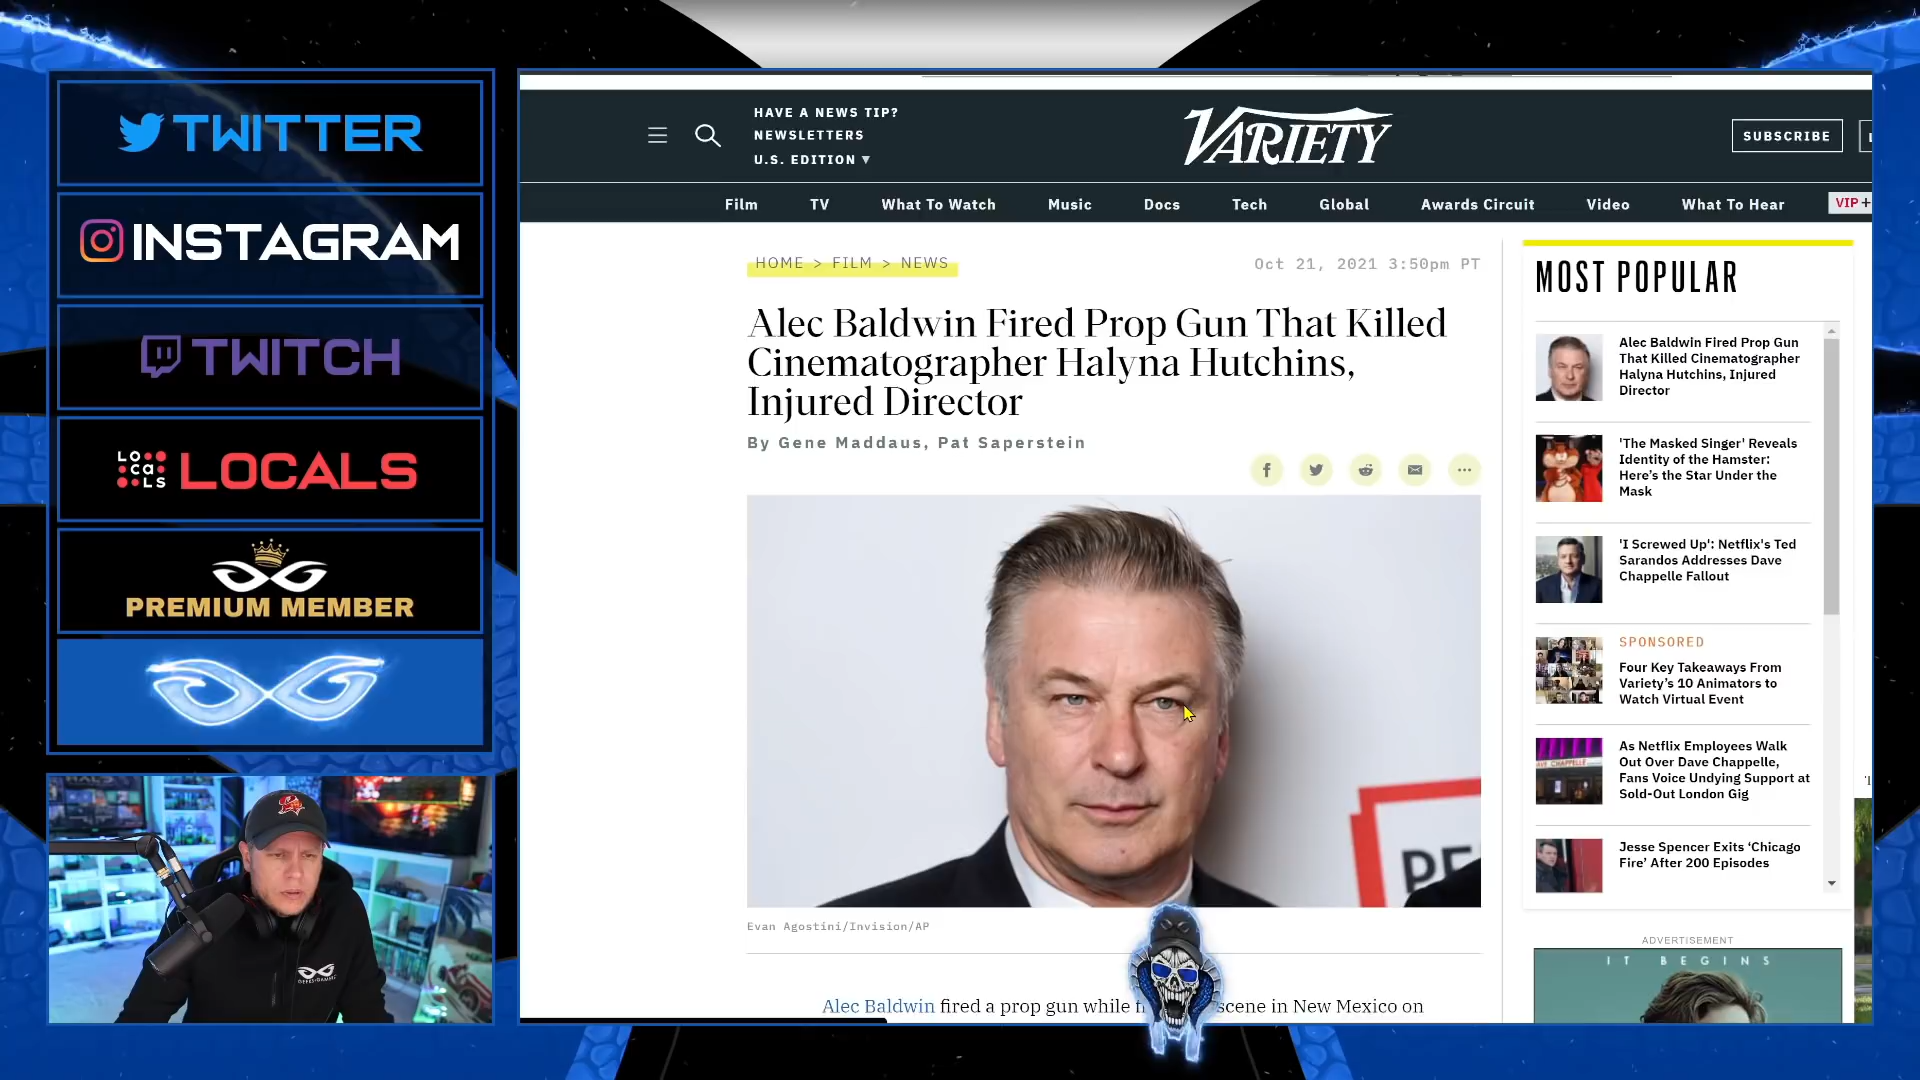 TWITTER
INSTAGRAM
TWITCH
LOCALS
LOCALS
PREMIUM MEMBER
HAVE A NEWS TIP?
NEWSLETTERS
U.S. EDITION ▼
VARIETY
SUBSCRIBE
Film TV What To Watch Music Docs Tech Global Awards Circuit Video What To Hear VIP+
HOME > FILM > NEWS
Oct 21, 2021 3:50pm PT
Alec Baldwin Fired Prop Gun That Killed
Cinematographer Halyna Hutchins,
Injured Director
By Gene Maddaus, Pat Saperstein
PE
Evan Agostini/Invision/AP
Alec Baldwin fired a prop gun while scene in New Mexico on
MOST POPULAR
Alec Baldwin Fired Prop Gun
That Killed Cinematographer
Halyna Hutchins, Injured
Director
'The Masked Singer' Reveals
Identity of the Hamster:
Here's the Star Under the
Mask
'I Screwed Up': Netflix's Ted
Sarandos Addresses Dave
Chappelle Fallout
SPONSORED
Four Key Takeaways From
Variety's 10 Animators to
Watch Virtual Event
As Netflix Employees Walk
Out Over Dave Chappelle,
Fans Voice Undying Support at
Sold-Out London Gig
Jesse Spencer Exits ‘Chicago
Fire’ After 200 Episodes
ADVERTISEMENT
IT BEGINS